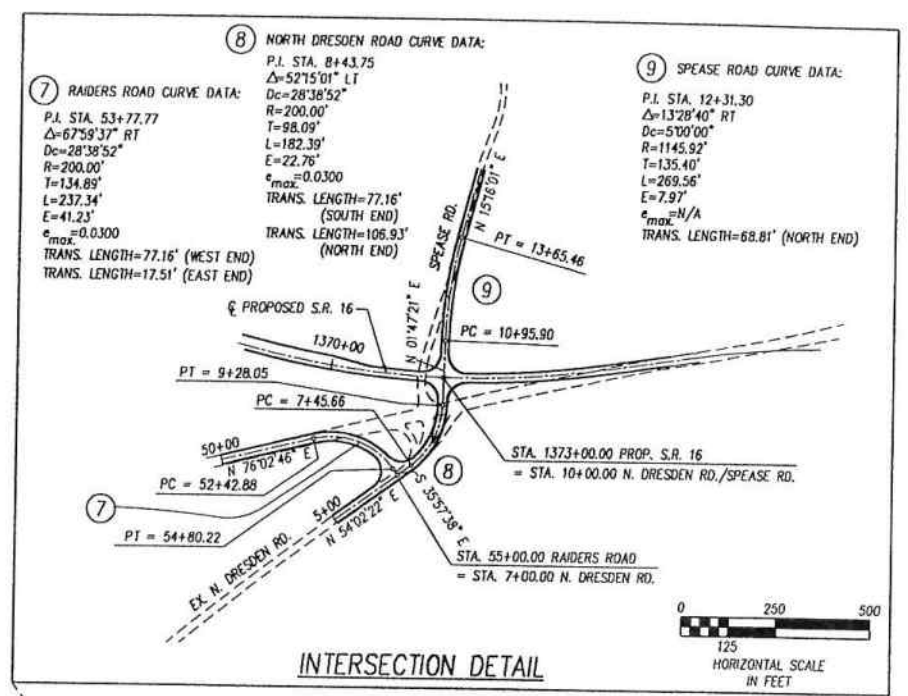 7 RAIDERS ROAD CURVE DATA:
P.I. STA. 53+77.77
Δ=67°59'37" RT
Dc=28°38'52"
R=200.00'
T=134.89'
L=237.34'
E=41.23'
e max.=0.0300
TRANS. LENGTH=77.16' (WEST END)
TRANS. LENGTH=17.51' (EAST END)
8 NORTH DRESDEN ROAD CURVE DATA:
P.I. STA. 8+43.75
Δ=52°15'01" LT
Dc=28°38'52"
R=200.00'
T=98.09'
L=182.39'
E=22.76'
e max.=0.0300
TRANS. LENGTH=77.16'
(SOUTH END)
TRANS. LENGTH=106.93'
(NORTH END)
9 SPEASE ROAD CURVE DATA:
P.I. STA. 12+31.30
Δ=13°28'40" RT
Dc=5°00'00"
R=1145.92'
T=135.40'
L=269.56'
E=7.97'
e max.=N/A
TRANS. LENGTH=68.81' (NORTH END)
N 15°16'01" E
SPEASE RD.
PT = 13+65.46
N 01°47'21" E
9
℄ PROPOSED S.R. 16
1370+00
PC = 10+95.90
PT = 9+28.05
PC = 7+45.66
50+00
N 76°02'46" E
PC = 52+42.88
7
PT = 54+80.22
5+00
N 54°02'22" E
S 35°57'38" E
8
STA. 1373+00.00 PROP. S.R. 16
= STA. 10+00.00 N. DRESDEN RD./SPEASE RD.
STA. 55+00.00 RAIDERS ROAD
= STA. 7+00.00 N. DRESDEN RD.
EX. N. DRESDEN RD.
0 250 500
125
HORIZONTAL SCALE
IN FEET
INTERSECTION DETAIL